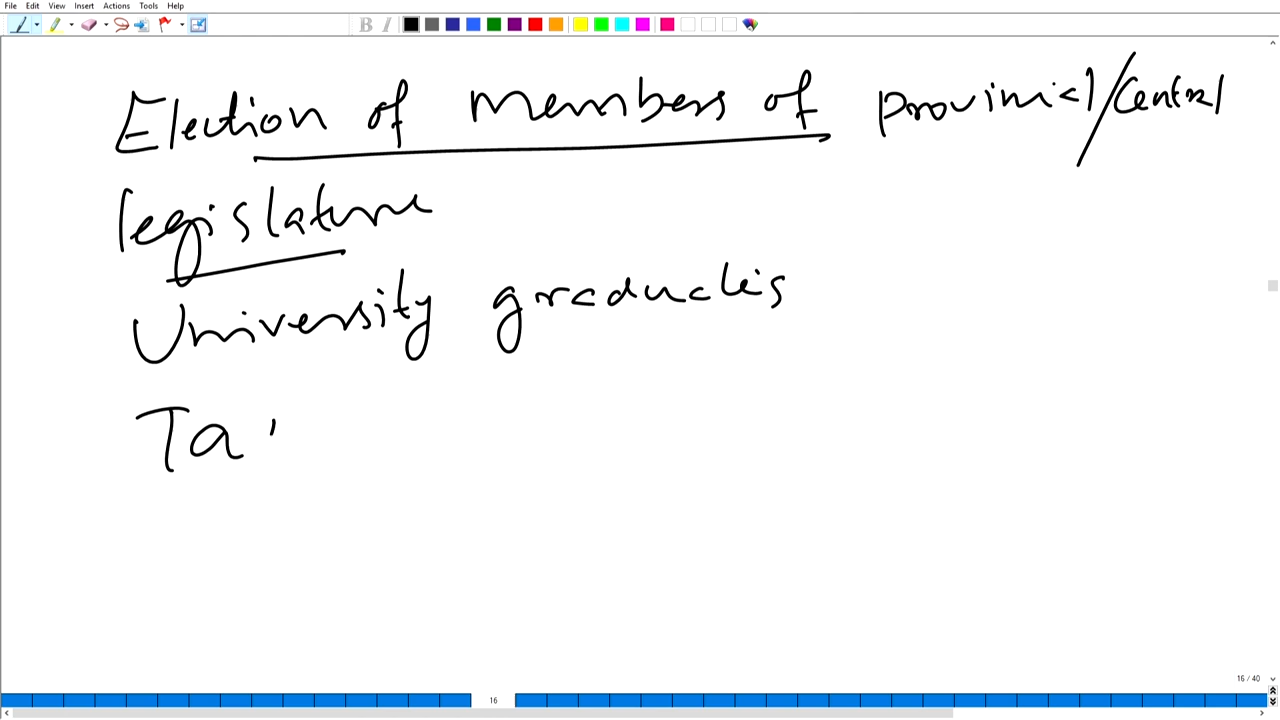 File Edit View Insert Actions Tools Help
B I
Election of members of provincial/Central
legislature
University graduates
Ta
16 / 40
16